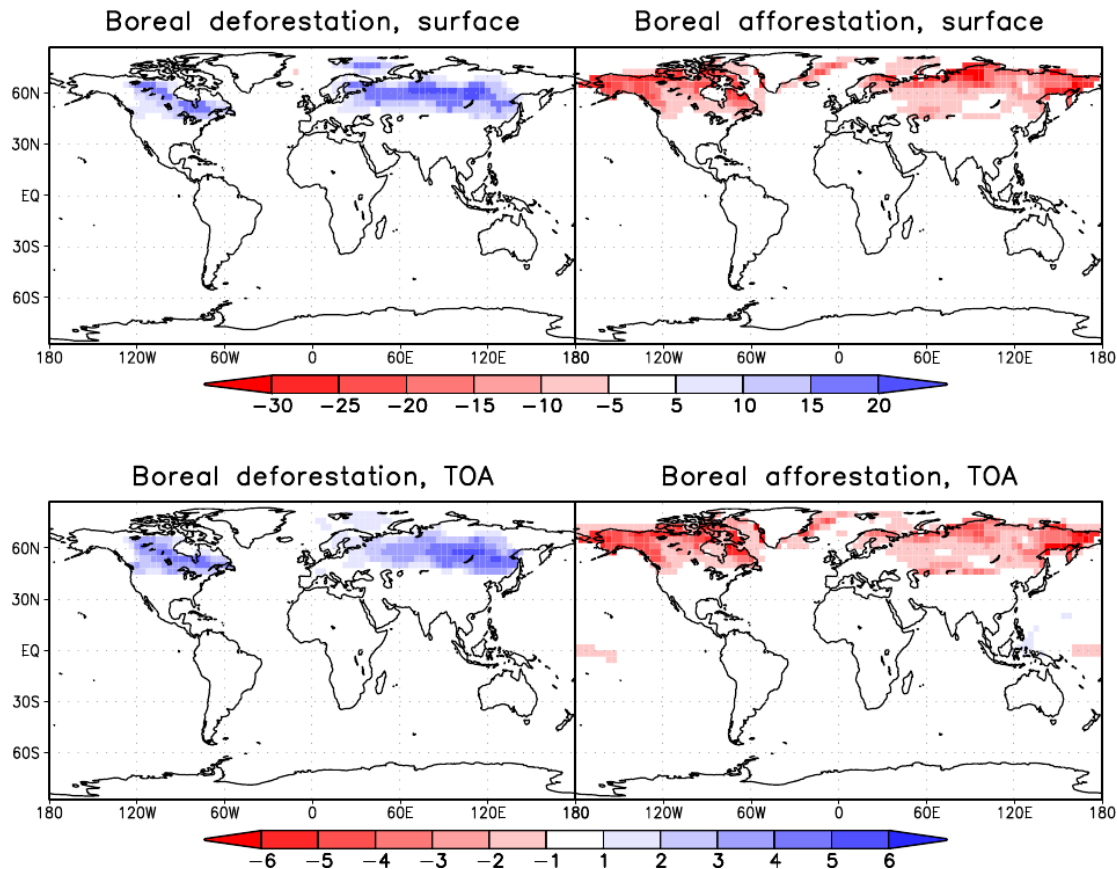 Boreal deforestation, surface
Boreal afforestation, surface
60N
30N
EQ
30S
60S
180 120W 60W 0 60E 120E 180 120W 60W 0 60E 120E 180
-30 -25 -20 -15 -10 -5 5 10 15 20
Boreal deforestation, TOA
Boreal afforestation, TOA
60N
30N
EQ
30S
60S
180 120W 60W 0 60E 120E 180 120W 60W 0 60E 120E 180
-6 -5 -4 -3 -2 -1 1 2 3 4 5 6